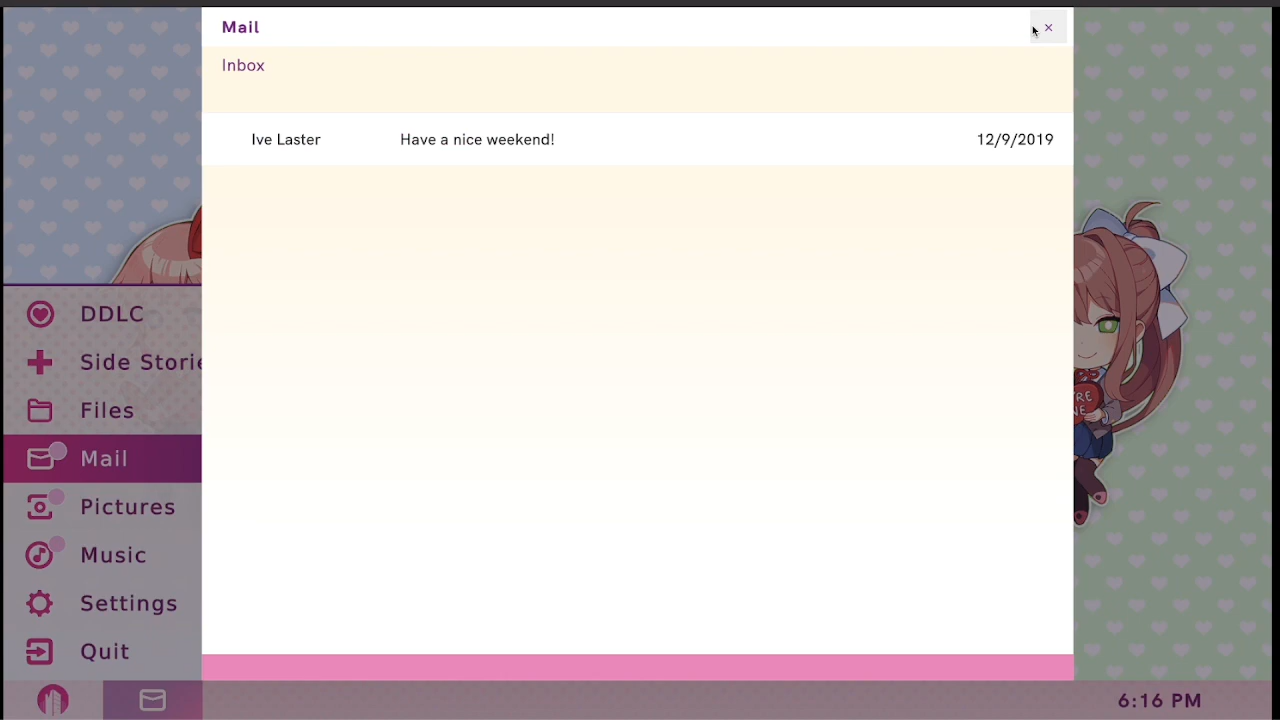 Mail
×
Inbox
Ive Laster Have a nice weekend! 12/9/2019
DDLC
Side Storie
Files
Mail
Pictures
Music
Settings
Quit
6:16 PM